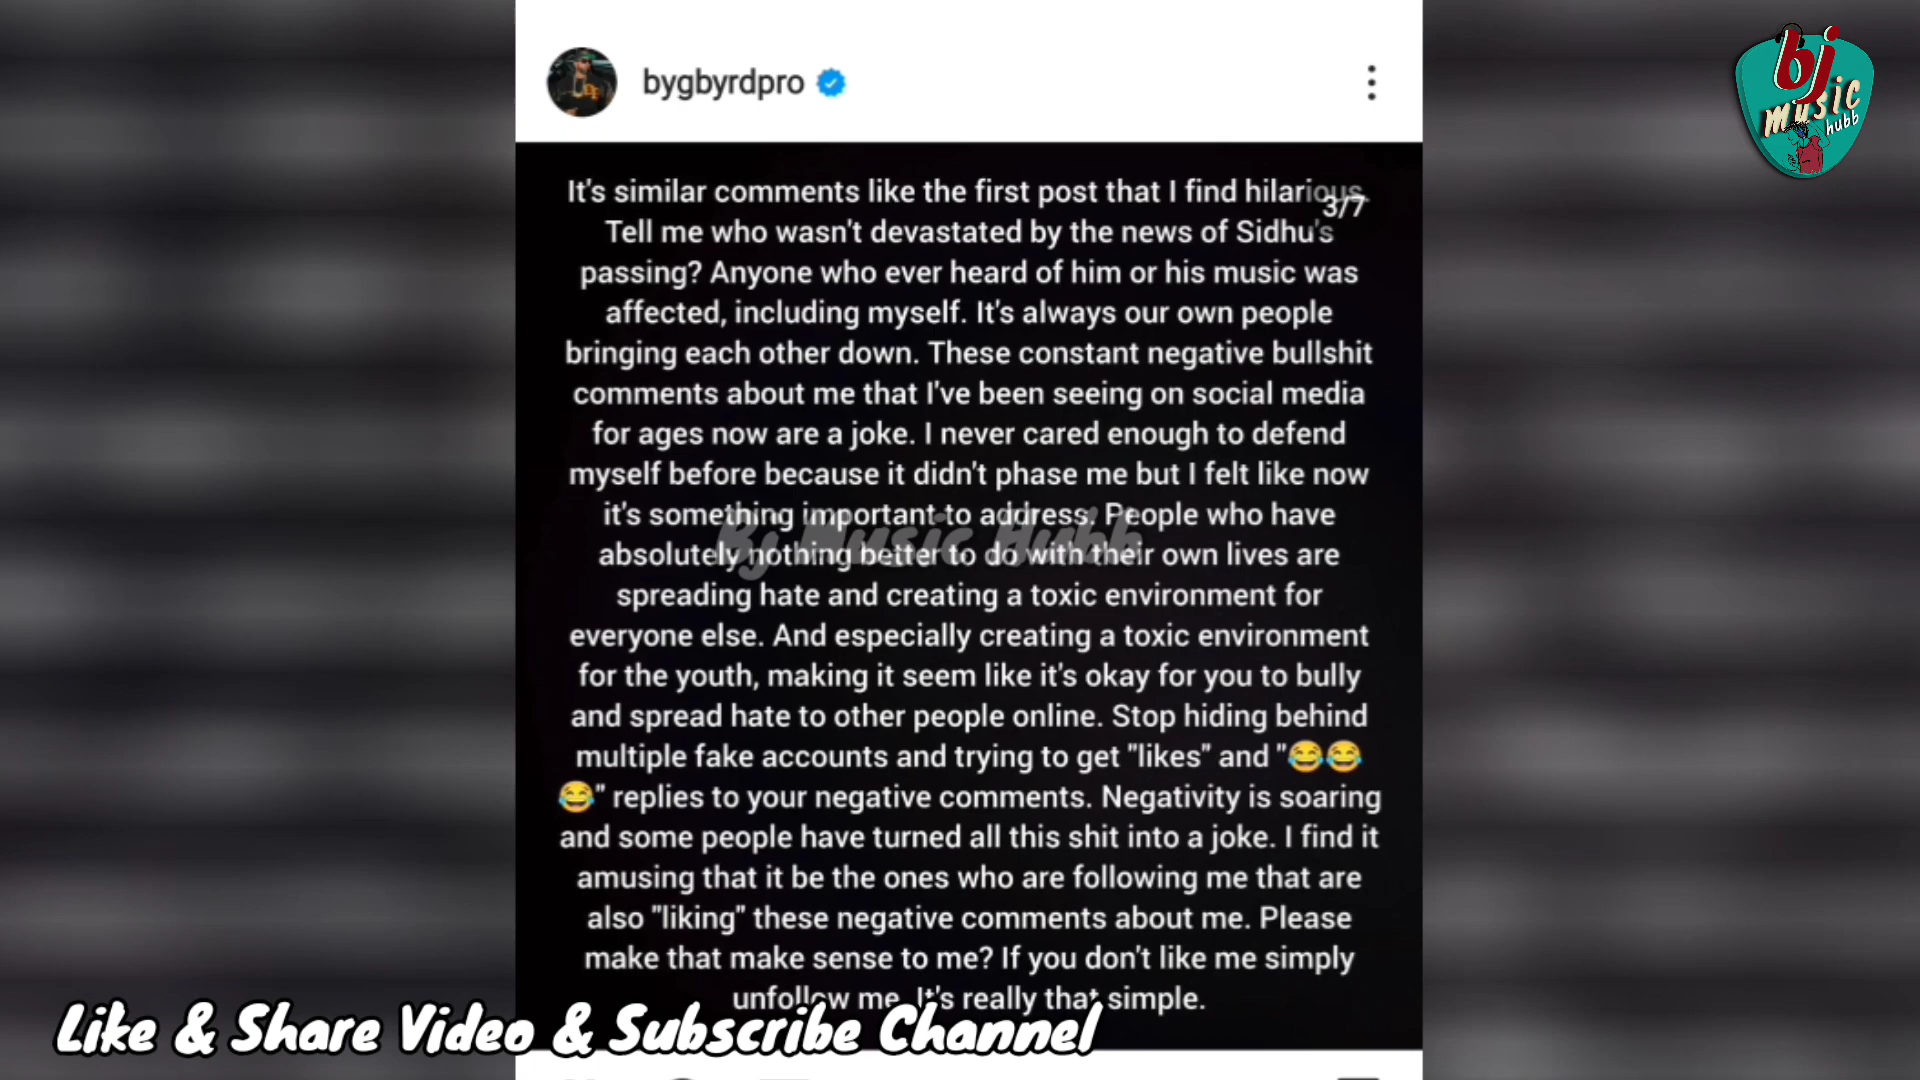 bygbyrdpro
bj
music
hubb
It's similar comments like the first post that I find hilarious.
3/7
Tell me who wasn't devastated by the news of Sidhu's
passing? Anyone who ever heard of him or his music was
affected, including myself. It's always our own people
bringing each other down. These constant negative bullshit
comments about me that I've been seeing on social media
for ages now are a joke. I never cared enough to defend
myself before because it didn't phase me but I felt like now
it's something important to address. People who have
Bj Music Hubb
absolutely nothing better to do with their own lives are
spreading hate and creating a toxic environment for
everyone else. And especially creating a toxic environment
for the youth, making it seem like it's okay for you to bully
and spread hate to other people online. Stop hiding behind
multiple fake accounts and trying to get "likes" and "😂😂
😂" replies to your negative comments. Negativity is soaring
and some people have turned all this shit into a joke. I find it
amusing that it be the ones who are following me that are
also "liking" these negative comments about me. Please
make that make sense to me? If you don't like me simply
unfollow me. It's really that simple.
Like & Share Video & Subscribe Channel